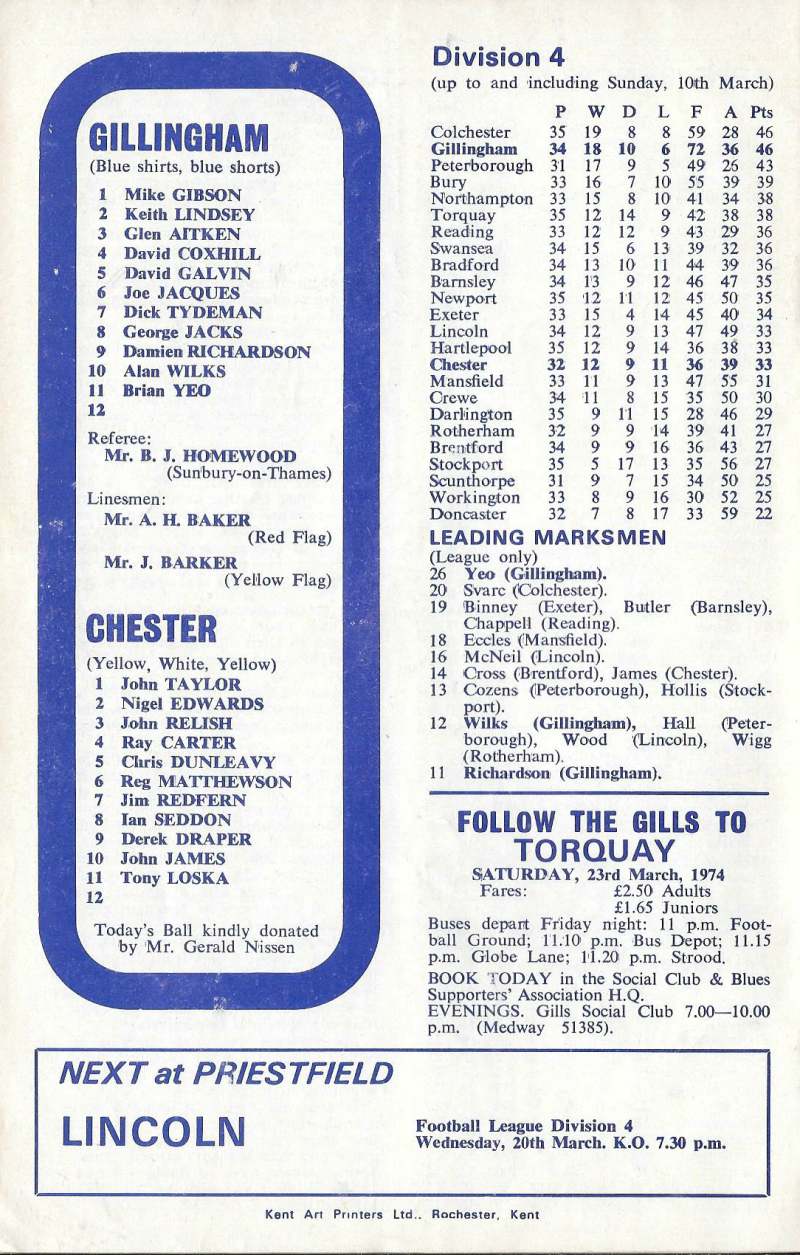 GILLINGHAM
(Blue shirts, blue shorts)
1 Mike GIBSON
2 Keith LINDSEY
3 Glen AITKEN
4 David COXHILL
5 David GALVIN
6 Joe JACQUES
7 Dick TYDEMAN
8 George JACKS
9 Damien RICHARDSON
10 Alan WILKS
11 Brian YEO
12
Referee:
Mr. B. J. HOMEWOOD
(Sunbury-on-Thames)
Linesmen:
Mr. A. H. BAKER
(Red Flag)
Mr. J. BARKER
(Yellow Flag)
CHESTER
(Yellow, White, Yellow)
1 John TAYLOR
2 Nigel EDWARDS
3 John RELISH
4 Ray CARTER
5 Chris DUNLEAVY
6 Reg MATTHEWSON
7 Jim REDFERN
8 Ian SEDDON
9 Derek DRAPER
10 John JAMES
11 Tony LOSKA
12
Today's Ball kindly donated
by Mr. Gerald Nissen
Division 4
(up to and including Sunday, 10th March)
P W D L F A Pts
Colchester 35 19 8 8 59 28 46
Gillingham 34 18 10 6 72 36 46
Peterborough 31 17 9 5 49 26 43
Bury 33 16 7 10 55 39 39
Northampton 33 15 8 10 41 34 38
Torquay 35 12 14 9 42 38 38
Reading 33 12 12 9 43 29 36
Swansea 34 15 6 13 39 32 36
Bradford 34 13 10 11 44 39 36
Barnsley 34 13 9 12 46 47 35
Newport 35 12 11 12 45 50 35
Exeter 33 15 4 14 45 40 34
Lincoln 34 12 9 13 47 49 33
Hartlepool 35 12 9 14 36 38 33
Chester 32 12 9 11 36 39 33
Mansfield 33 11 9 13 47 55 31
Crewe 34 11 8 15 35 50 30
Darlington 35 9 11 15 28 46 29
Rotherham 32 9 9 14 39 41 27
Brentford 34 9 9 16 36 43 27
Stockport 35 5 17 13 35 56 27
Scunthorpe 31 9 7 15 34 50 25
Workington 33 8 9 16 30 52 25
Doncaster 32 7 8 17 33 59 22
LEADING MARKSMEN
(League only)
26 Yeo (Gillingham).
20 Svarc (Colchester).
19 Binney (Exeter), Butler (Barnsley),
Chappell (Reading).
18 Eccles (Mansfield).
16 McNeil (Lincoln).
14 Cross (Brentford), James (Chester).
13 Cozens (Peterborough), Hollis (Stock-
port).
12 Wilks (Gillingham), Hall (Peter-
borough), Wood (Lincoln), Wigg
(Rotherham).
11 Richardson (Gillingham).
FOLLOW THE GILLS TO
TORQUAY
SATURDAY, 23rd March, 1974
Fares: £2.50 Adults
£1.65 Juniors
Buses depart Friday night: 11 p.m. Foot-
ball Ground; 11.10 p.m. Bus Depot; 11.15
p.m. Globe Lane; 11.20 p.m. Strood.
BOOK TODAY in the Social Club & Blues
Supporters' Association H.Q.
EVENINGS. Gills Social Club 7.00—10.00
p.m. (Medway 51385).
NEXT at PRIESTFIELD
LINCOLN
Football League Division 4
Wednesday, 20th March. K.O. 7.30 p.m.
Kent Art Printers Ltd., Rochester, Kent